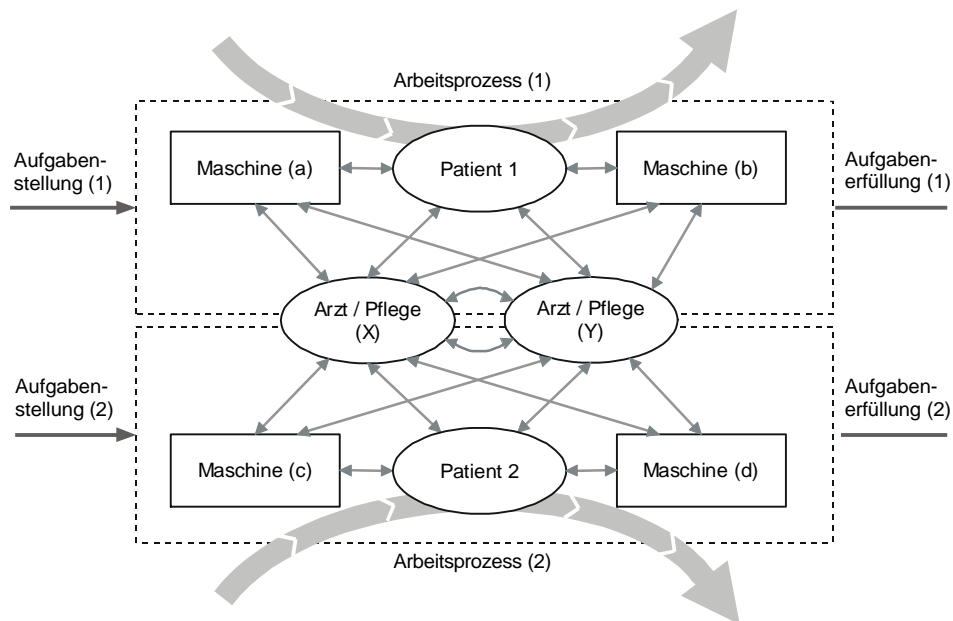 Arbeitsprozess (1)
Aufgaben-
stellung (1)
Maschine (a)
Patient 1
Maschine (b)
Aufgaben-
erfüllung (1)
Arzt / Pflege
(X)
Arzt / Pflege
(Y)
Aufgaben-
stellung (2)
Aufgaben-
erfüllung (2)
Maschine (c)
Patient 2
Maschine (d)
Arbeitsprozess (2)